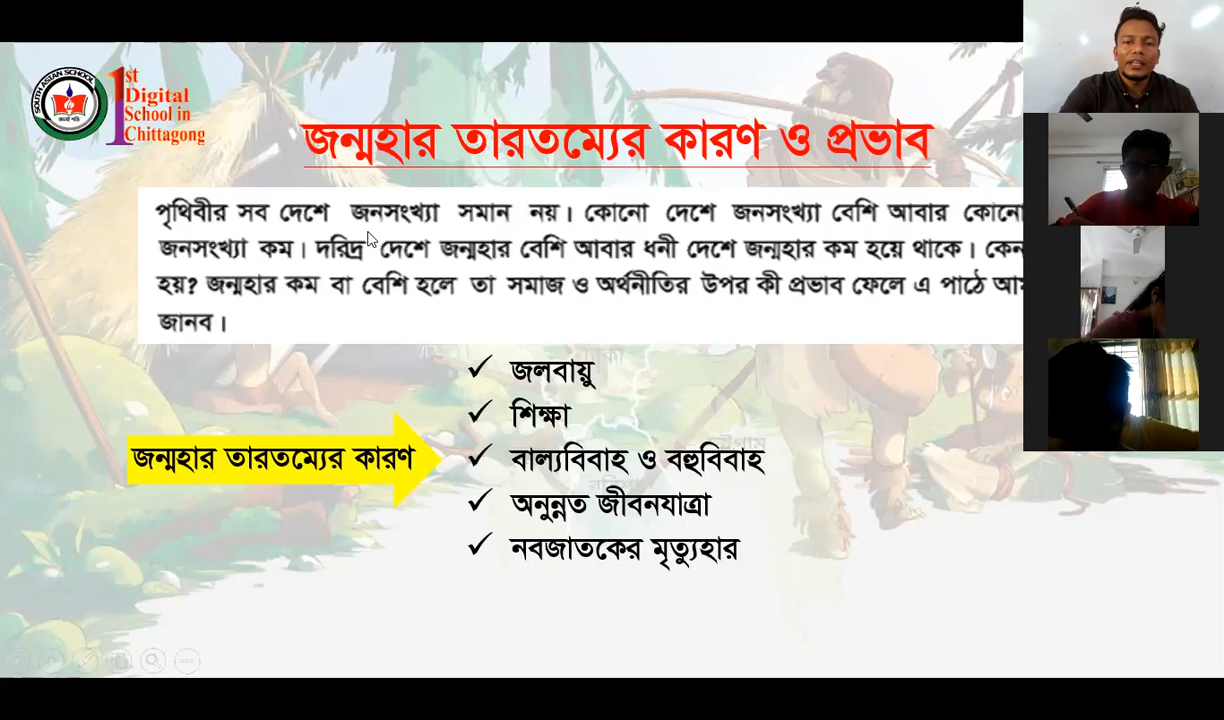 SOUTH ASIAN SCHOOL
1st
Digital
School in
Chittagong
জন্মহার তারতম্যের কারণ ও প্রভাব
পৃথিবীর সব দেশে জনসংখ্যা সমান নয়। কোনো দেশে জনসংখ্যা বেশি আবার কোনো
জনসংখ্যা কম। দরিদ্র দেশে জন্মহার বেশি আবার ধনী দেশে জন্মহার কম হয়ে থাকে। কেন
হয়? জন্মহার কম বা বেশি হলে তা সমাজ ও অর্থনীতির উপর কী প্রভাব ফেলে এ পাঠে
জানব।
✓ জলবায়ু
✓ শিক্ষা
জন্মহার তারতম্যের কারণ
✓ বাল্যবিবাহ ও বহুবিবাহ
✓ অনুন্নত জীবনযাত্রা
✓ নবজাতকের মৃত্যুহার